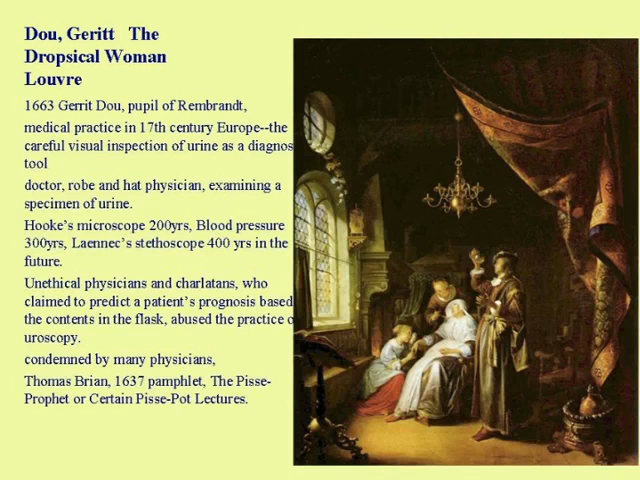 Dou, Geritt The
Dropsical Woman
Louvre
1663 Gerrit Dou, pupil of Rembrandt,
medical practice in 17th century Europe--the
careful visual inspection of urine as a diagnos
tool
doctor, robe and hat physician, examining a
specimen of urine.
Hooke's microscope 200yrs, Blood pressure
300yrs, Laennec's stethoscope 400 yrs in the
future.
Unethical physicians and charlatans, who
claimed to predict a patient's prognosis based
the contents in the flask, abused the practice o
uroscopy.
condemned by many physicians,
Thomas Brian, 1637 pamphlet, The Pisse-
Prophet or Certain Pisse-Pot Lectures.